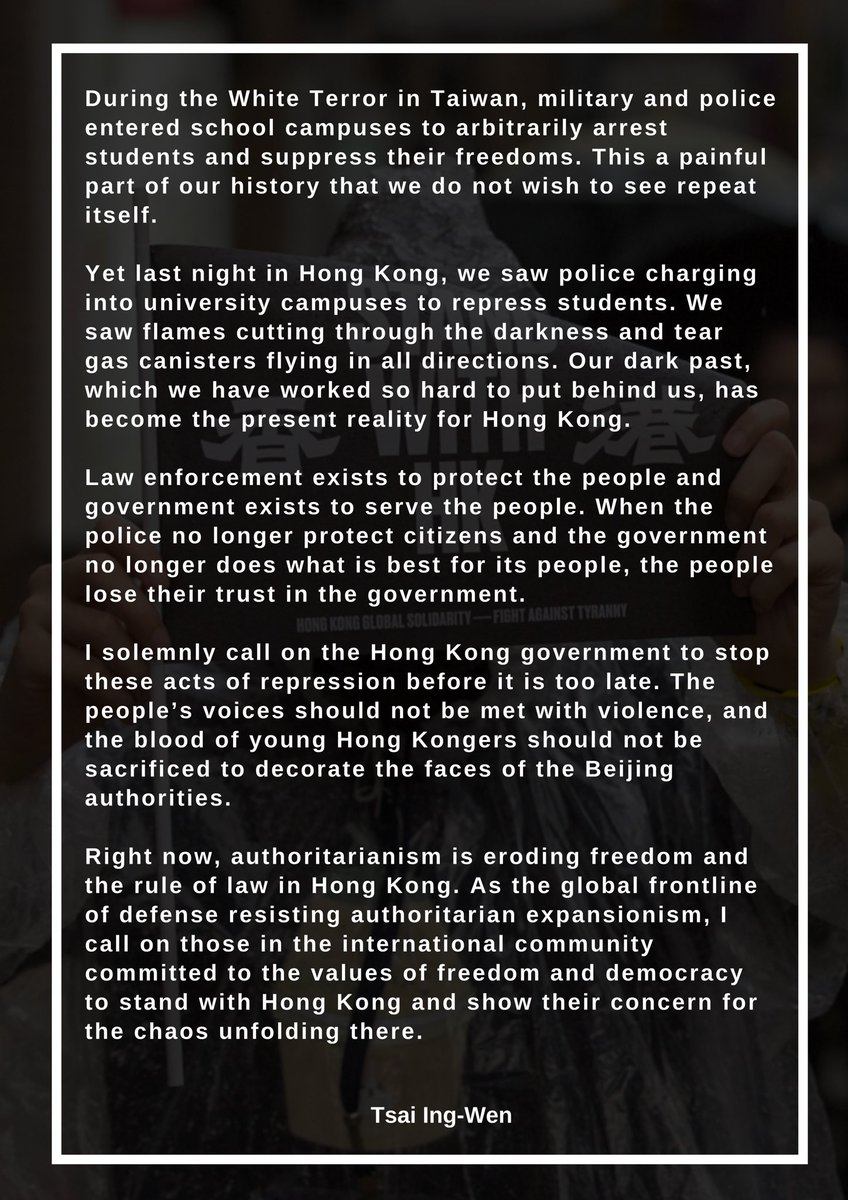 During the White Terror in Taiwan, military and police
entered school campuses to arbitrarily arrest
students and suppress their freedoms. This a painful
part of our history that we do not wish to see repeat
itself.
Yet last night in Hong Kong, we saw police charging
into university campuses to repress students. We
saw flames cutting through the darkness and tear
gas canisters flying in all directions. Our dark past,
which we have worked so hard to put behind us, has
become the present reality for Hong Kong.
Law enforcement exists to protect the people and
government exists to serve the people. When the
police no longer protect citizens and the government
no longer does what is best for its people, the people
lose their trust in the government.
I solemnly call on the Hong Kong government to stop
these acts of repression before it is too late. The
people’s voices should not be met with violence, and
the blood of young Hong Kongers should not be
sacrificed to decorate the faces of the Beijing
authorities.
Right now, authoritarianism is eroding freedom and
the rule of law in Hong Kong. As the global frontline
of defense resisting authoritarian expansionism, I
call on those in the international community
committed to the values of freedom and democracy
to stand with Hong Kong and show their concern for
the chaos unfolding there.
Tsai Ing-Wen
STAND
WITH
HK
香港
HONG KONG GLOBAL SOLIDARITY — FIGHT AGAINST TYRANNY